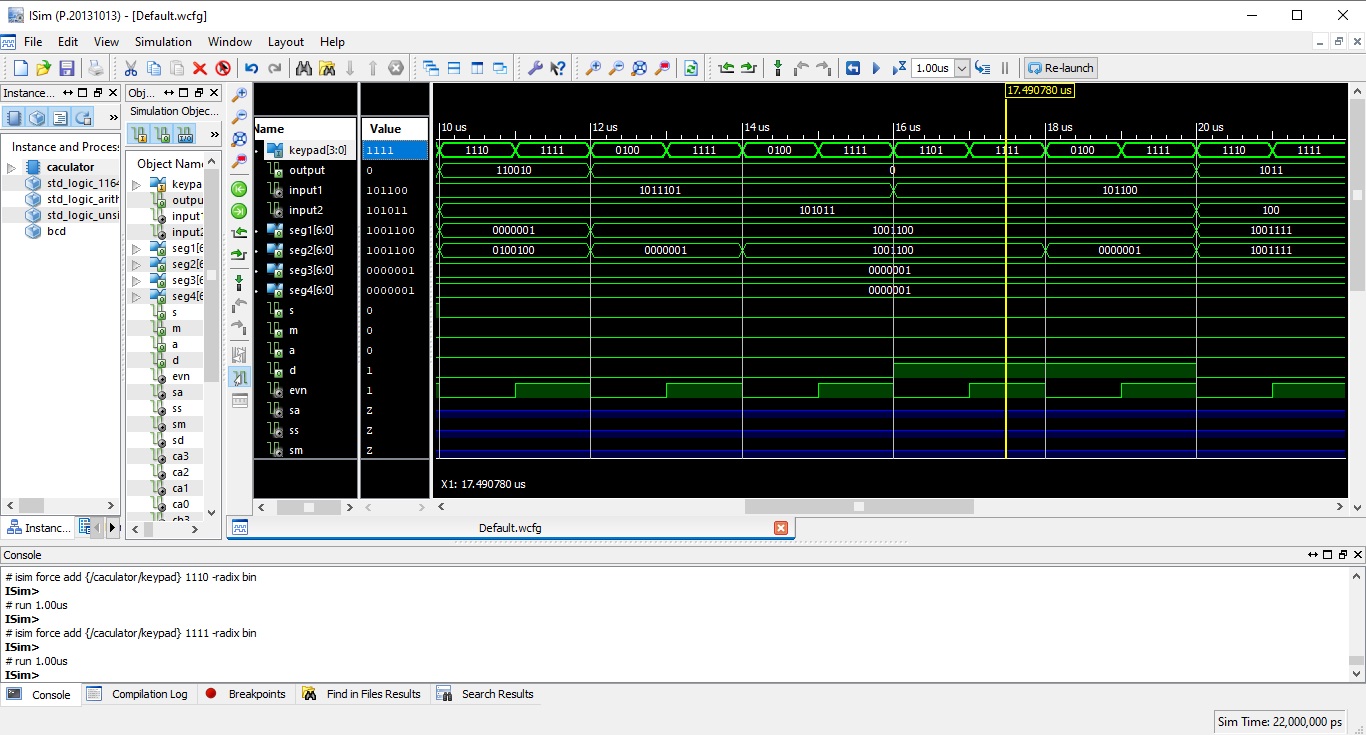 ISim (P.20131013) - [Default.wcfg]
File Edit View Simulation Window Layout Help
1.00us Re-launch
Instance... Obj...
Simulation Objec...
17.490780 us
Instance and Process
Object Name
Name Value
10 us 12 us 14 us 16 us 18 us 20 us
caculator
std_logic_1164
std_logic_arith
std_logic_unsi
bcd
keypa
outpu
input1
input2
seg1[6
seg2[6
seg3[6
seg4[6
s
m
a
d
evn
sa
ss
sm
sd
ca3
ca2
ca1
ca0
cb3
keypad[3:0] 1111 1110 1111 0100 1111 0100 1111 1101 1111 0100 1111 1110 1111
output 0 110010 0 1011
input1 101100 1011101 101100
input2 101011 101011 100
seg1[6:0] 1001100 0000001 1001100 1001111
seg2[6:0] 1001100 0100100 0000001 1001100 0000001 1001111
seg3[6:0] 0000001 0000001
seg4[6:0] 0000001 0000001
s 0
m 0
a 0
d 1
evn 1
sa Z
ss Z
sm Z
X1: 17.490780 us
Instanc...
Default.wcfg
Console
# isim force add {/caculator/keypad} 1110 -radix bin
ISim>
# run 1.00us
ISim>
# isim force add {/caculator/keypad} 1111 -radix bin
ISim>
# run 1.00us
ISim>
Console Compilation Log Breakpoints Find in Files Results Search Results
Sim Time: 22,000,000 ps